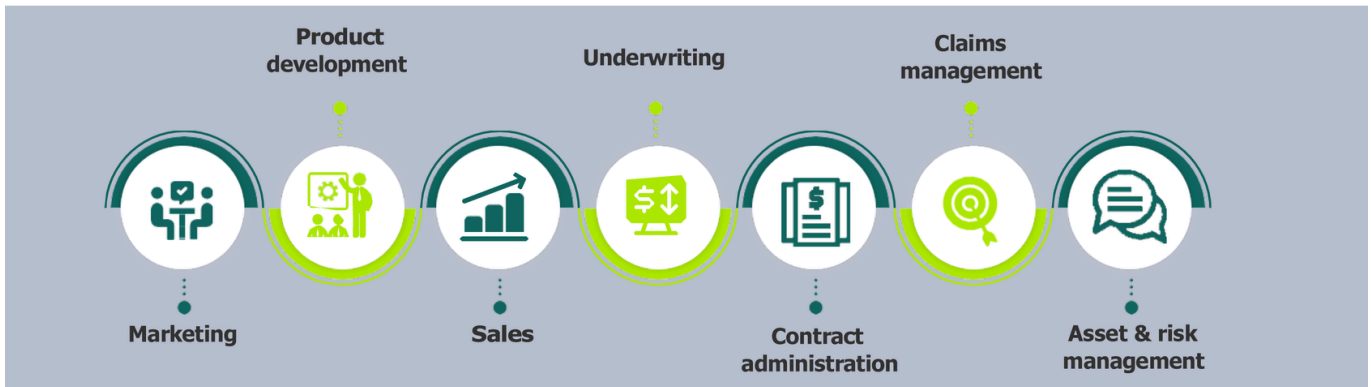 Marketing
Product
development
Sales
Underwriting
Contract
administration
Claims
management
Asset & risk
management